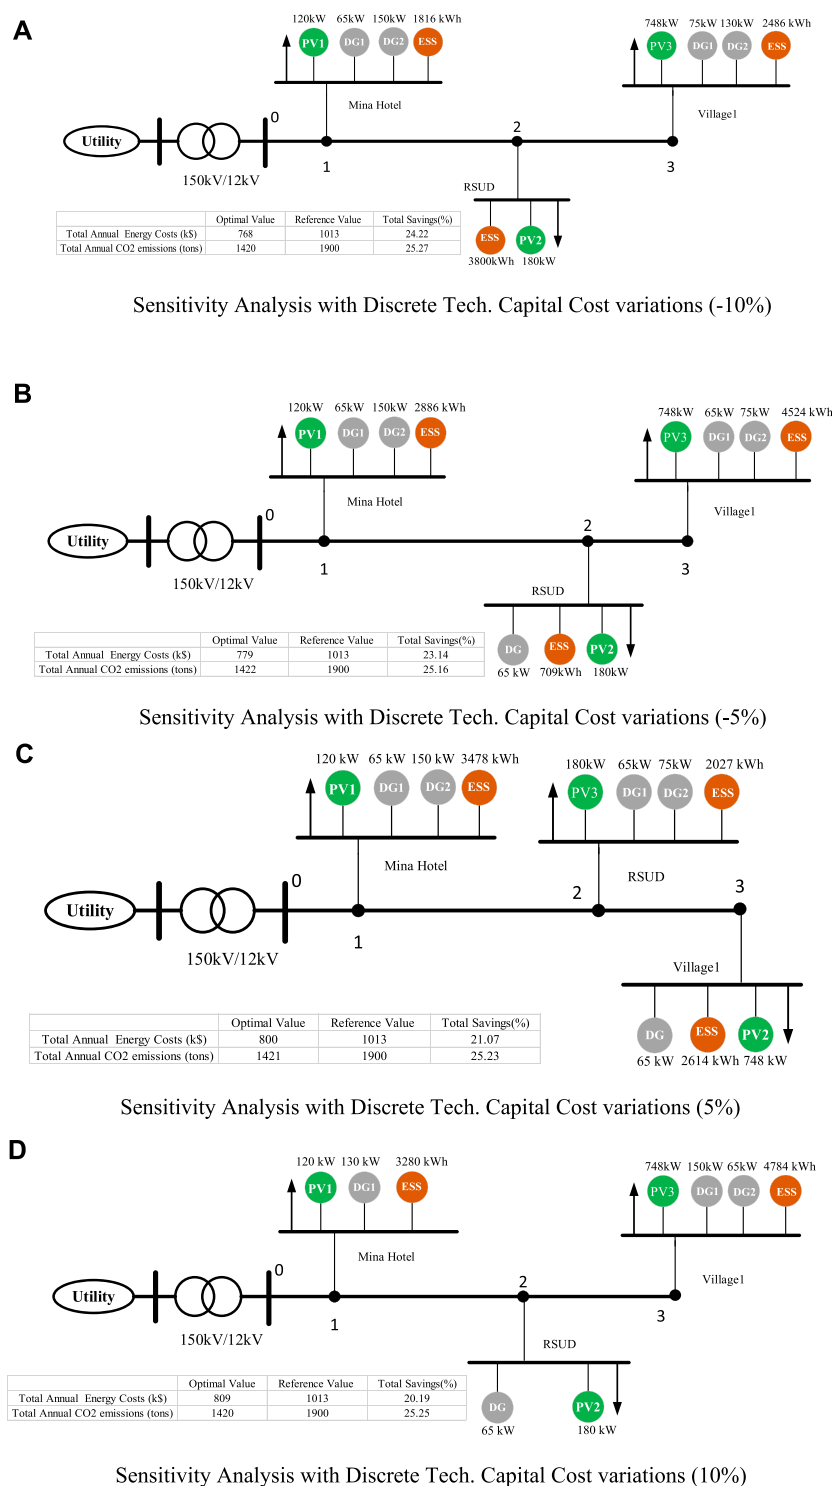 A
120kW 65kW 150kW 1816 kWh
PV1 DG1 DG2 ESS
Mina Hotel
748kW 75kW 130kW 2486 kWh
PV3 DG1 DG2 ESS
Village1
Utility
150kV/12kV
0
1
2
3
RSUD
ESS PV2
3800kWh 180kW
Optimal Value Reference Value Total Savings(%)
Total Annual Energy Costs (k$) 768 1013 24.22
Total Annual CO2 emissions (tons) 1420 1900 25.27
Sensitivity Analysis with Discrete Tech. Capital Cost variations (-10%)
B
120kW 65kW 150kW 2886 kWh
PV1 DG1 DG2 ESS
Mina Hotel
748kW 65kW 75kW 4524 kWh
PV3 DG1 DG2 ESS
Village1
Utility
150kV/12kV
0
1
2
3
RSUD
DG ESS PV2
65 kW 709kWh 180kW
Optimal Value Reference Value Total Savings(%)
Total Annual Energy Costs (k$) 779 1013 23.14
Total Annual CO2 emissions (tons) 1422 1900 25.16
Sensitivity Analysis with Discrete Tech. Capital Cost variations (-5%)
C
120 kW 65 kW 150 kW 3478 kWh
PV1 DG1 DG2 ESS
Mina Hotel
180kW 65kW 75kW 2027 kWh
PV3 DG1 DG2 ESS
RSUD
Utility
150kV/12kV
0
1
2
3
Village1
DG ESS PV2
65 kW 2614 kWh 748 kW
Optimal Value Reference Value Total Savings(%)
Total Annual Energy Costs (k$) 800 1013 21.07
Total Annual CO2 emissions (tons) 1421 1900 25.23
Sensitivity Analysis with Discrete Tech. Capital Cost variations (5%)
D
120 kW 130 kW 3280 kWh
PV1 DG1 ESS
Mina Hotel
748kW 150kW 65kW 4784 kWh
PV3 DG1 DG2 ESS
Village1
Utility
150kV/12kV
0
1
2
3
RSUD
DG PV2
65 kW 180 kW
Optimal Value Reference Value Total Savings(%)
Total Annual Energy Costs (k$) 809 1013 20.19
Total Annual CO2 emissions (tons) 1420 1900 25.25
Sensitivity Analysis with Discrete Tech. Capital Cost variations (10%)